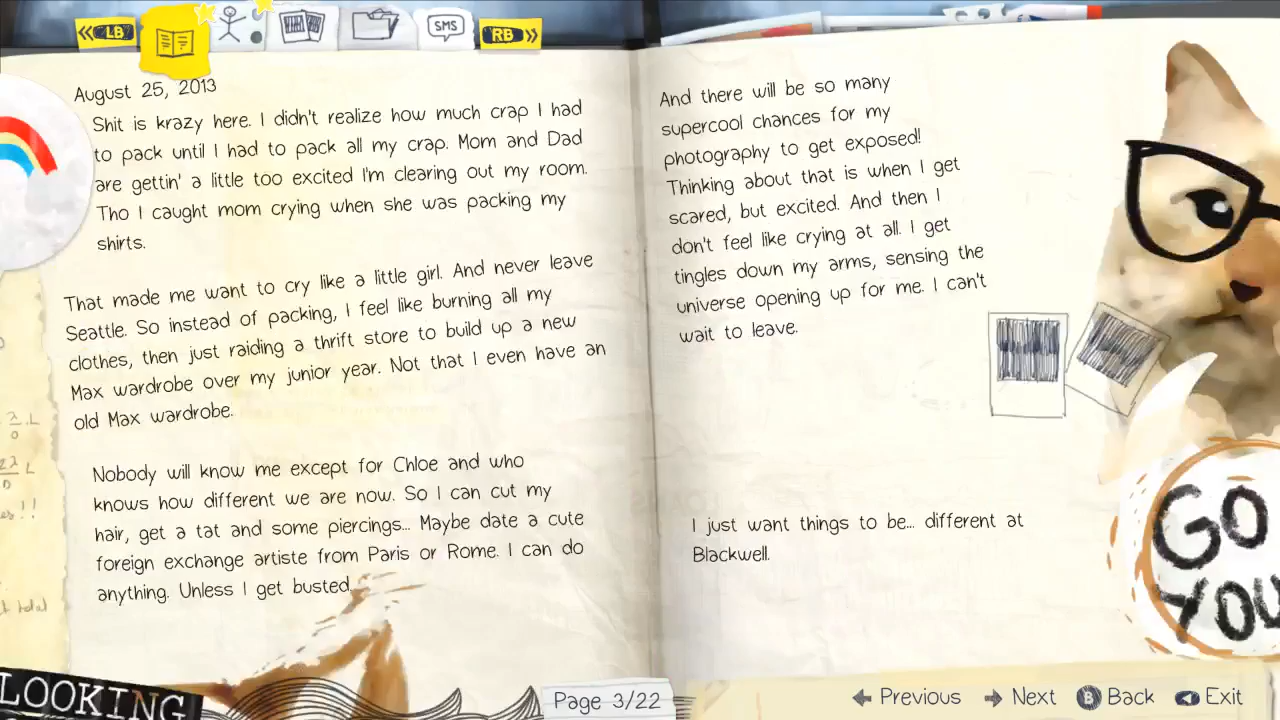 LB
SMS
RB
August 25, 2013
Shit is krazy here. I didn't realize how much crap I had
to pack until I had to pack all my crap. Mom and Dad
are gettin' a little too excited I'm clearing out my room.
Tho I caught mom crying when she was packing my
shirts.
That made me want to cry like a little girl. And never leave
Seattle. So instead of packing, I feel like burning all my
clothes, then just raiding a thrift store to build up a new
Max wardrobe over my junior year. Not that I even have an
old Max wardrobe.
Nobody will know me except for Chloe and who
knows how different we are now. So I can cut my
hair, get a tat and some piercings... Maybe date a cute
foreign exchange artiste from Paris or Rome. I can do
anything. Unless I get busted.
And there will be so many
supercool chances for my
photography to get exposed!
Thinking about that is when I get
scared, but excited. And then I
don't feel like crying at all. I get
tingles down my arms, sensing the
universe opening up for me. I can't
wait to leave.
I just want things to be... different at
Blackwell.
GO
YOU
LOOKING
Page 3/22
Previous
Next
B Back
Exit